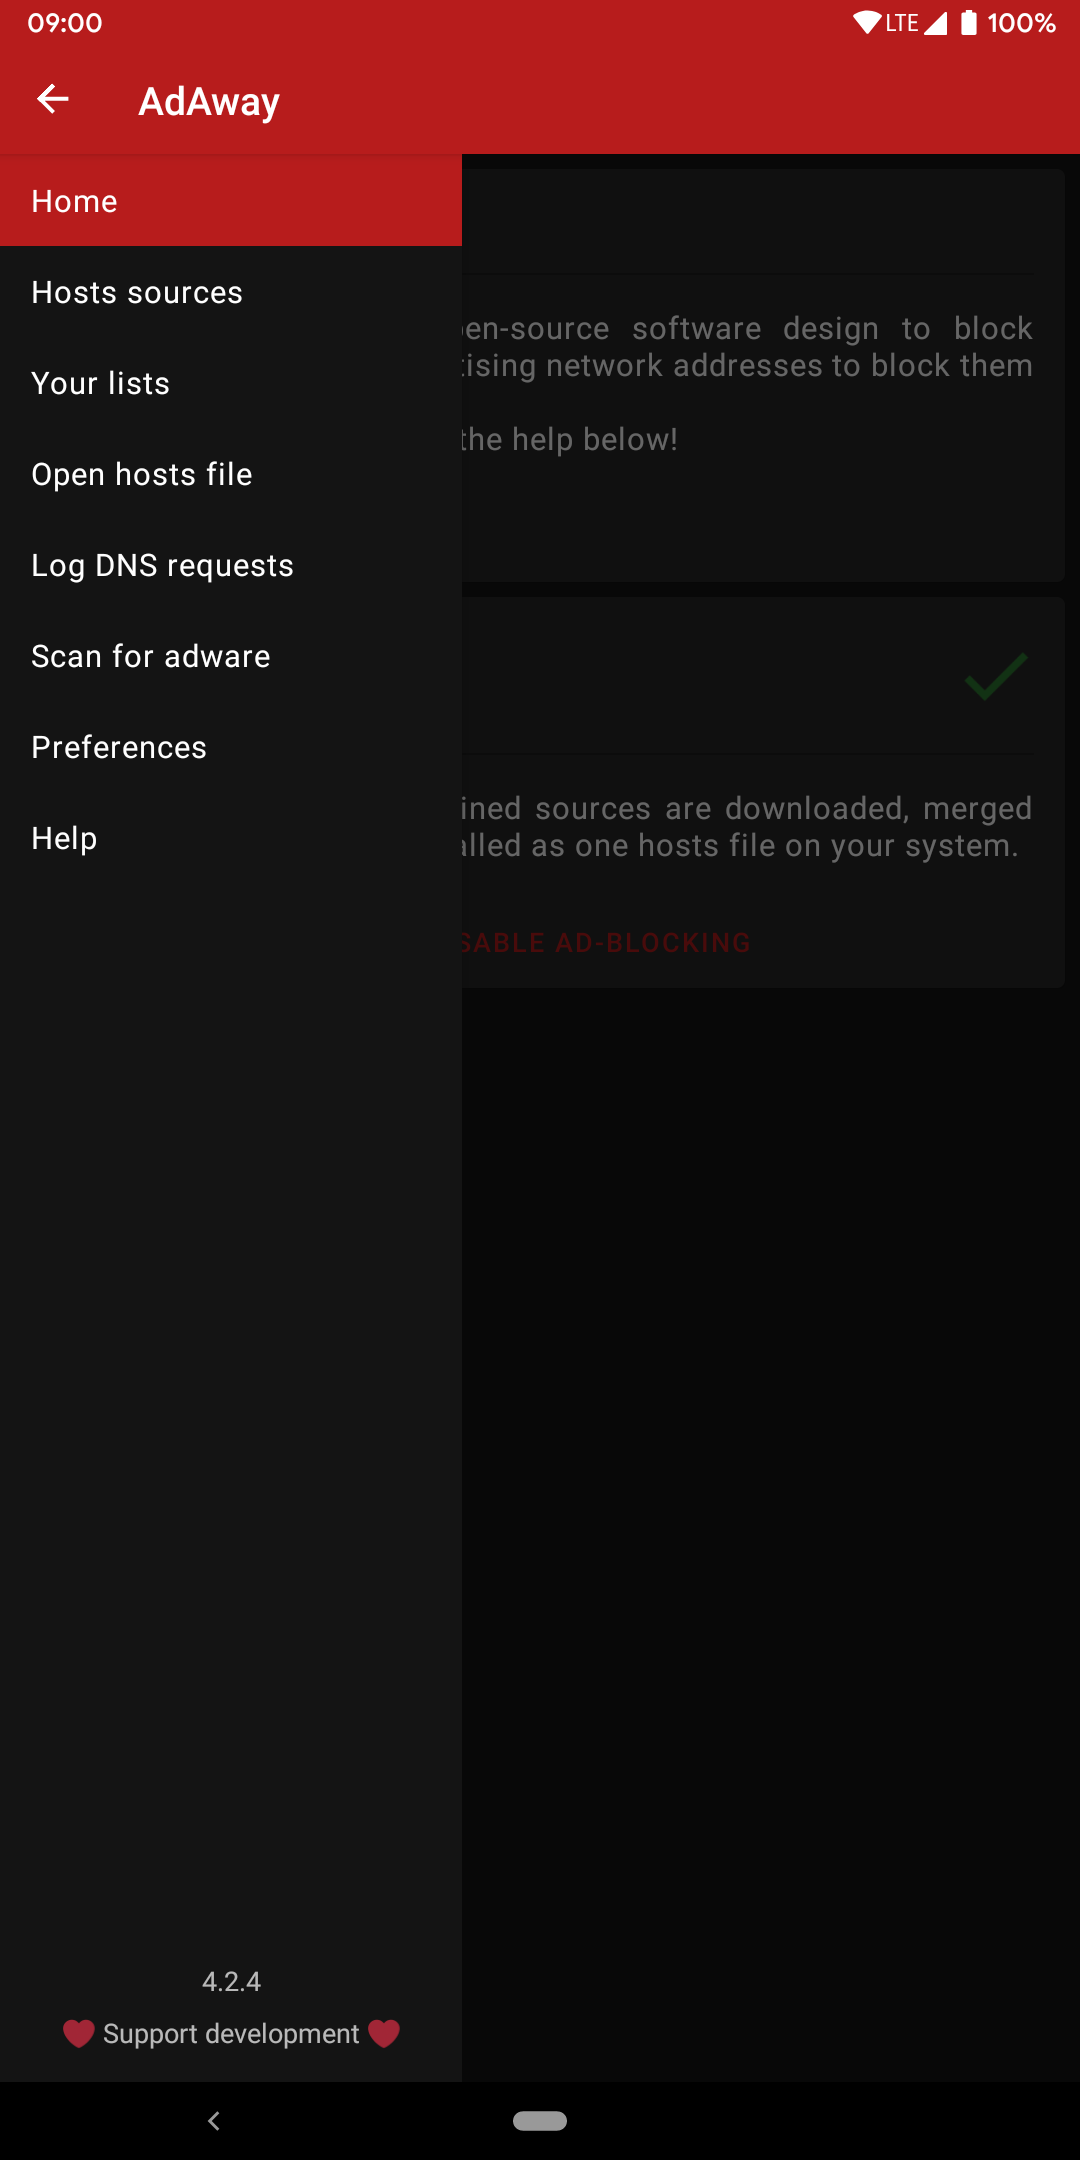 09:00 LTE 100%
AdAway
Home
Hosts sources
Your lists
Open hosts file
Log DNS requests
Scan for adware
Preferences
Help
en-source software design to block
ising network addresses to block them
the help below!
ined sources are downloaded, merged
alled as one hosts file on your system.
SABLE AD-BLOCKING
4.2.4
Support development